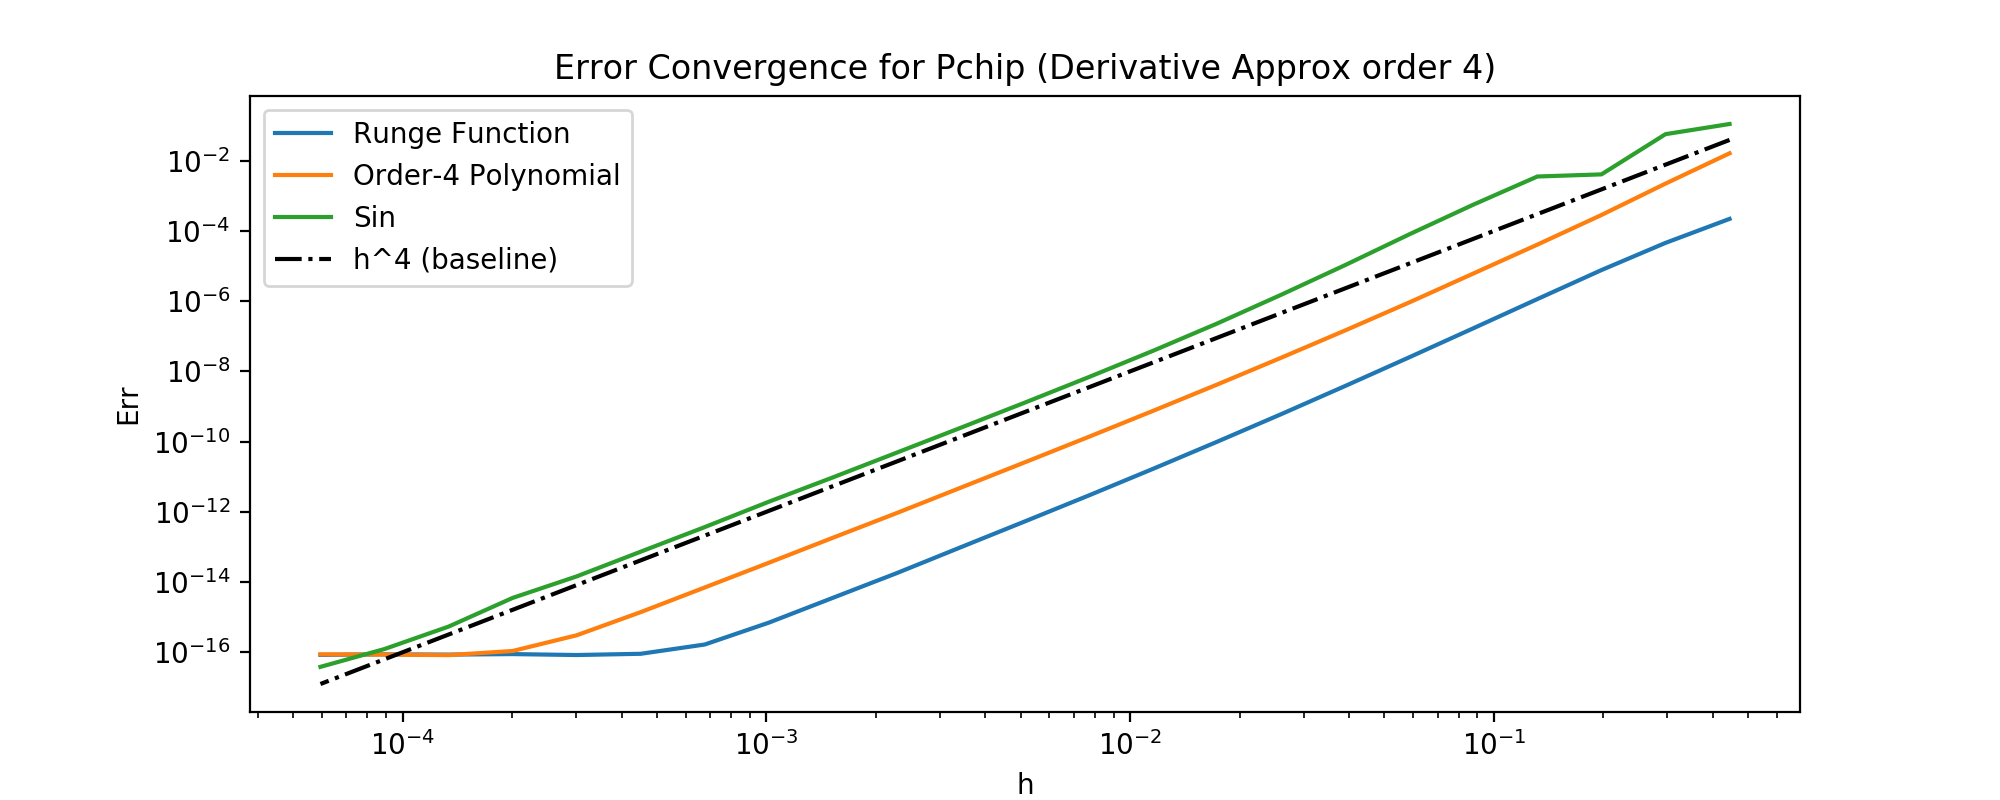 Error Convergence for Pchip (Derivative Approx order 4)
Runge Function
Order-4 Polynomial
Sin
h^4 (baseline)
Err
10⁻²
10⁻⁴
10⁻⁶
10⁻⁸
10⁻¹⁰
10⁻¹²
10⁻¹⁴
10⁻¹⁶
10⁻⁴ 10⁻³ 10⁻² 10⁻¹
h